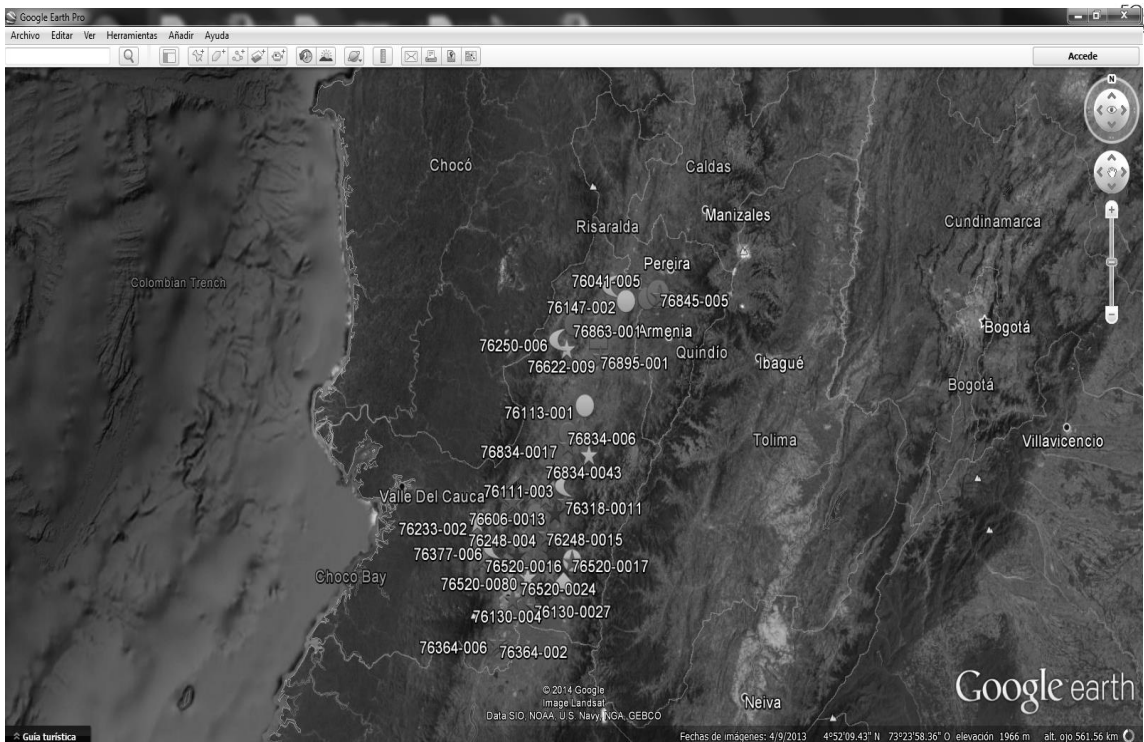 Google Earth Pro
Archivo Editar Ver Herramientas Añadir Ayuda
Accede
N
Chocó
Caldas
Manizales
Cundinamarca
Risaralda
Pereira
Colombian Trench
76041-005
76147-002
76845-005
76863-001
Armenia
Bogotá
76250-006
Quindío
76622-009
76895-001
Ibagué
Bogotá
76113-001
76834-006
Tolima
Villavicencio
76834-0017
76834-0043
Valle Del Cauca
76111-003
76318-0011
76606-0013
76233-002
76248-004
76248-0015
76377-006
76520-0016
76520-0017
Choco Bay
76520-0080
76520-0024
76130-004
76130-0027
76364-006
76364-002
© 2014 Google
Image Landsat
Data SIO, NOAA, U.S. Navy, NGA, GEBCO
Neiva
Google earth
Guía turística
Fechas de imágenes: 4/9/2013 4°52'09.43" N 73°23'58.36" O elevación 1966 m alt. ojo 561.56 km